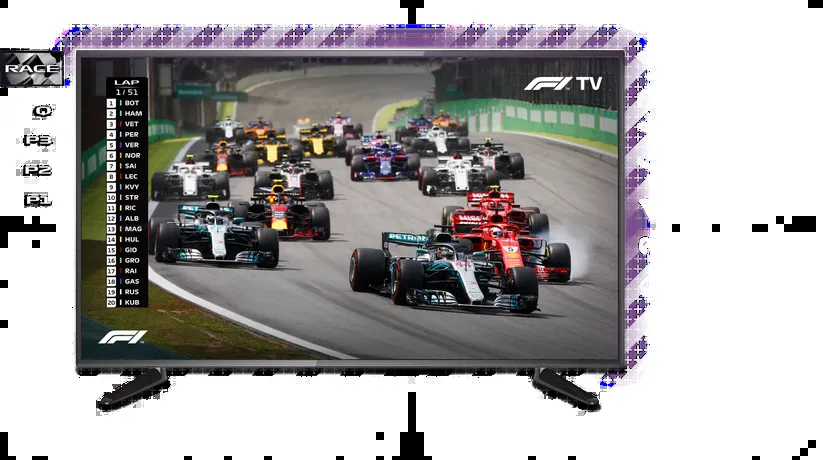 RACE
Q
P3
P2
P1
LAP
1 / 51
1 BOT
2 HAM
3 VET
4 PER
5 VER
6 NOR
7 SAI
8 LEC
9 KVY
10 STR
11 RIC
12 ALB
13 MAG
14 HUL
15 GIO
16 GRO
17 RAI
18 GAS
19 RUS
20 KUB
F1 TV
PETRONAS
5
F1